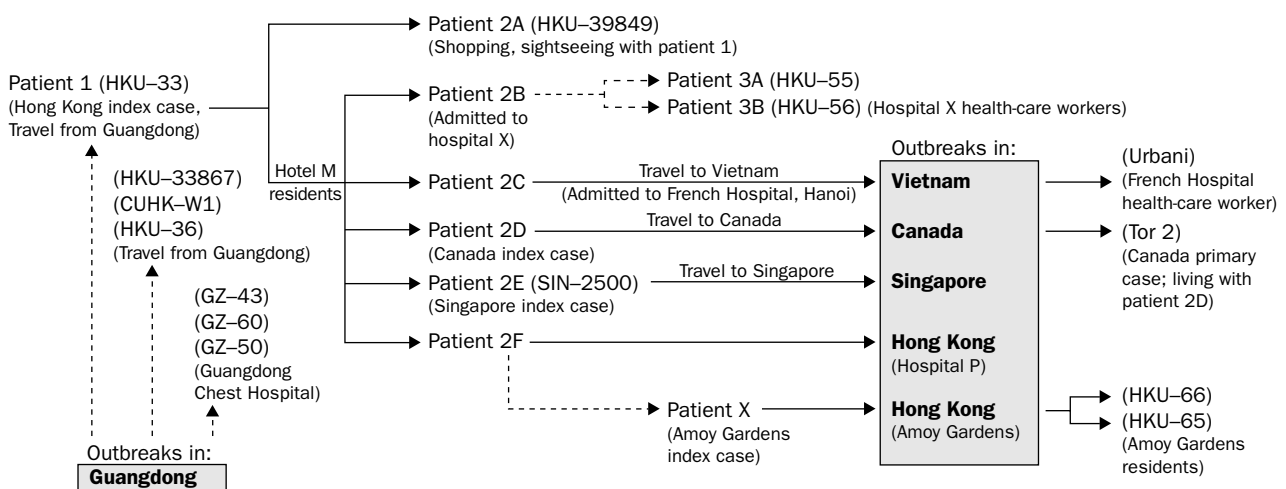 Patient 2A (HKU–39849)
(Shopping, sightseeing with patient 1)
Patient 1 (HKU–33)
(Hong Kong index case,
Travel from Guangdong)
Patient 2B
(Admitted to
hospital X)
Patient 3A (HKU–55)
Patient 3B (HKU–56) (Hospital X health-care workers)
Hotel M
residents
(HKU–33867)
(CUHK–W1)
(HKU–36)
(Travel from Guangdong)
(GZ–43)
(GZ–60)
(GZ–50)
(Guangdong
Chest Hospital)
Outbreaks in:
Guangdong
Patient 2C
Travel to Vietnam
(Admitted to French Hospital, Hanoi)
Patient 2D
(Canada index case)
Travel to Canada
Patient 2E (SIN–2500)
(Singapore index case)
Travel to Singapore
Patient 2F
Patient X
(Amoy Gardens
index case)
Outbreaks in:
Vietnam
Canada
Singapore
Hong Kong
(Hospital P)
Hong Kong
(Amoy Gardens)
(Urbani)
(French Hospital
health-care worker)
(Tor 2)
(Canada primary
case; living with
patient 2D)
(HKU–66)
(HKU–65)
(Amoy Gardens
residents)